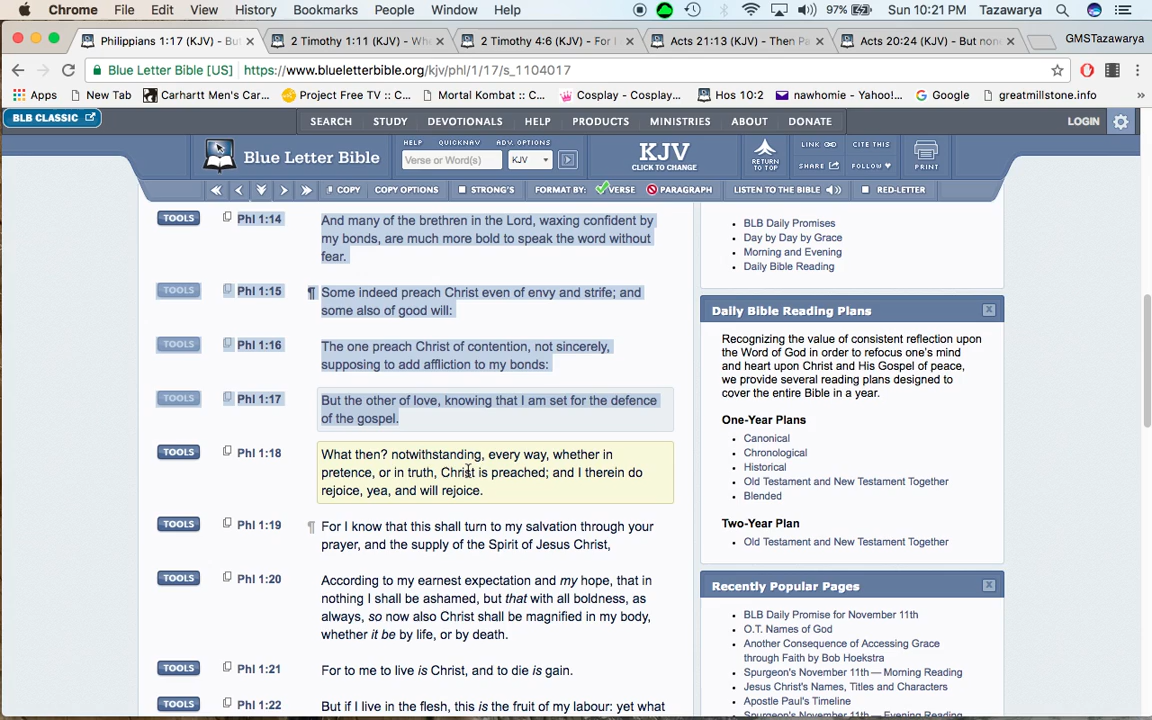 Chrome File Edit View History Bookmarks People Window Help 97% Sun 10:21 PM Tazawarya
Philippians 1:17 (KJV) - Bu 2 Timothy 1:11 (KJV) - Whe 2 Timothy 4:6 (KJV) - For I Acts 21:13 (KJV) - Then Pa Acts 20:24 (KJV) - But non GMSTazawarya
Blue Letter Bible [US] https://www.blueletterbible.org/kjv/phl/1/17/s_1104017
Apps New Tab Carhartt Men's Car... Project Free TV :: C... Mortal Kombat :: C... Cosplay - Cosplay... Hos 10:2 nawhomie - Yahoo!... Google greatmillstone.info »
BLB CLASSIC SEARCH STUDY DEVOTIONALS HELP PRODUCTS MINISTRIES ABOUT DONATE LOGIN
HELP QUICKNAV ADV. OPTIONS
Blue Letter Bible Verse or Word(s) KJV KJV CLICK TO CHANGE RETURN TO TOP LINK CITE THIS SHARE FOLLOW PRINT
COPY COPY OPTIONS STRONG'S FORMAT BY: VERSE PARAGRAPH LISTEN TO THE BIBLE RED-LETTER
TOOLS Phl 1:14 And many of the brethren in the Lord, waxing confident by
my bonds, are much more bold to speak the word without
fear.
TOOLS Phl 1:15 ¶ Some indeed preach Christ even of envy and strife; and
some also of good will:
TOOLS Phl 1:16 The one preach Christ of contention, not sincerely,
supposing to add affliction to my bonds:
TOOLS Phl 1:17 But the other of love, knowing that I am set for the defence
of the gospel.
TOOLS Phl 1:18 What then? notwithstanding, every way, whether in
pretence, or in truth, Christ is preached; and I therein do
rejoice, yea, and will rejoice.
TOOLS Phl 1:19 ¶ For I know that this shall turn to my salvation through your
prayer, and the supply of the Spirit of Jesus Christ,
TOOLS Phl 1:20 According to my earnest expectation and my hope, that in
nothing I shall be ashamed, but that with all boldness, as
always, so now also Christ shall be magnified in my body,
whether it be by life, or by death.
TOOLS Phl 1:21 For to me to live is Christ, and to die is gain.
TOOLS Phl 1:22 But if I live in the flesh, this is the fruit of my labour: yet what
BLB Daily Promises
Day by Day by Grace
Morning and Evening
Daily Bible Reading
Daily Bible Reading Plans
Recognizing the value of consistent reflection upon
the Word of God in order to refocus one's mind
and heart upon Christ and His Gospel of peace,
we provide several reading plans designed to
cover the entire Bible in a year.
One-Year Plans
Canonical
Chronological
Historical
Old Testament and New Testament Together
Blended
Two-Year Plan
Old Testament and New Testament Together
Recently Popular Pages
BLB Daily Promise for November 11th
O.T. Names of God
Another Consequence of Accessing Grace
through Faith by Bob Hoekstra
Spurgeon's November 11th — Morning Reading
Jesus Christ's Names, Titles and Characters
Apostle Paul's Timeline
Spurgeon's November 11th — Evening Reading